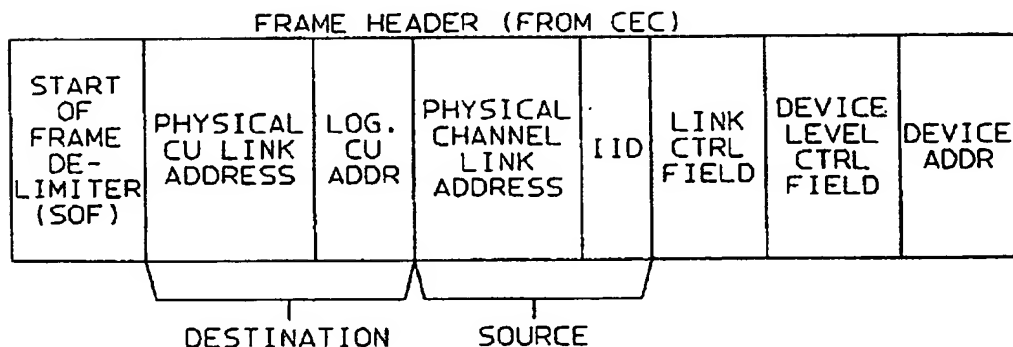 FRAME HEADER (FROM CEC)
START
OF
FRAME
DE-
LIMITER
(SOF)
PHYSICAL
CU LINK
ADDRESS
LOG.
CU
ADDR
PHYSICAL
CHANNEL
LINK
ADDRESS
IID
LINK
CTRL
FIELD
DEVICE
LEVEL
CTRL
FIELD
DEVICE
ADDR
DESTINATION
SOURCE